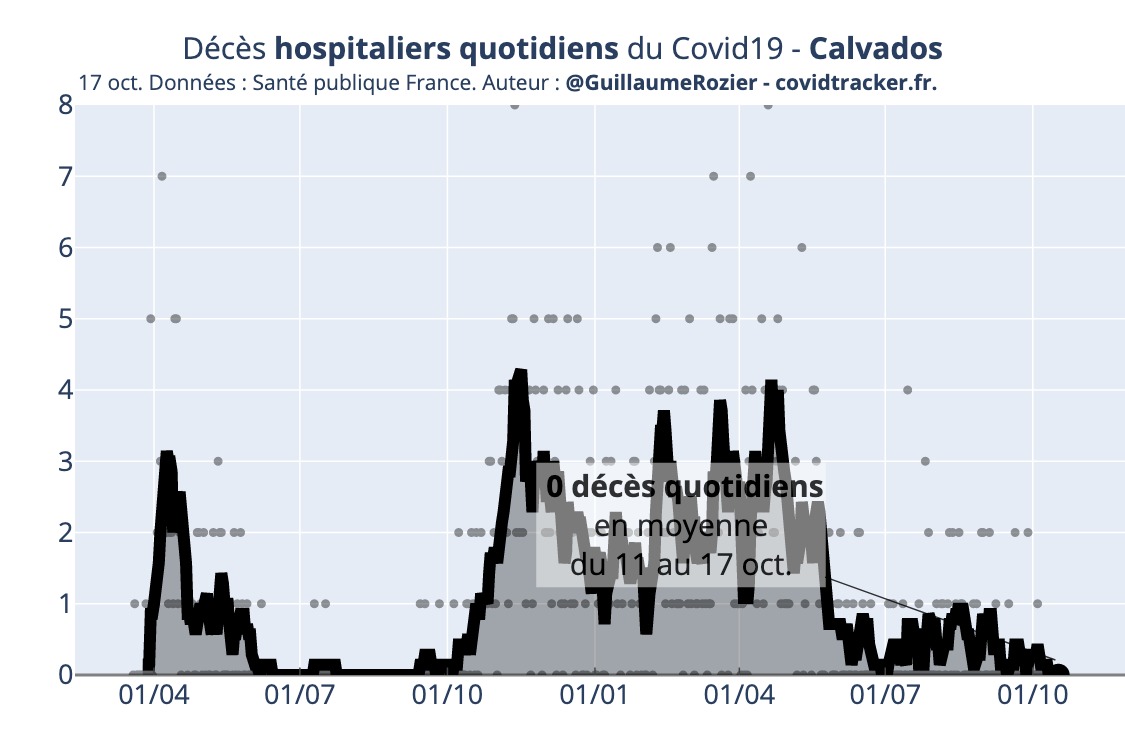 Décès hospitaliers quotidiens du Covid19 - Calvados
17 oct. Données : Santé publique France. Auteur : @GuillaumeRozier - covidtracker.fr.
8
7
6
5
4
3
2
1
0
0 décès quotidiens
en moyenne
du 11 au 17 oct.
01/04 01/07 01/10 01/01 01/04 01/07 01/10